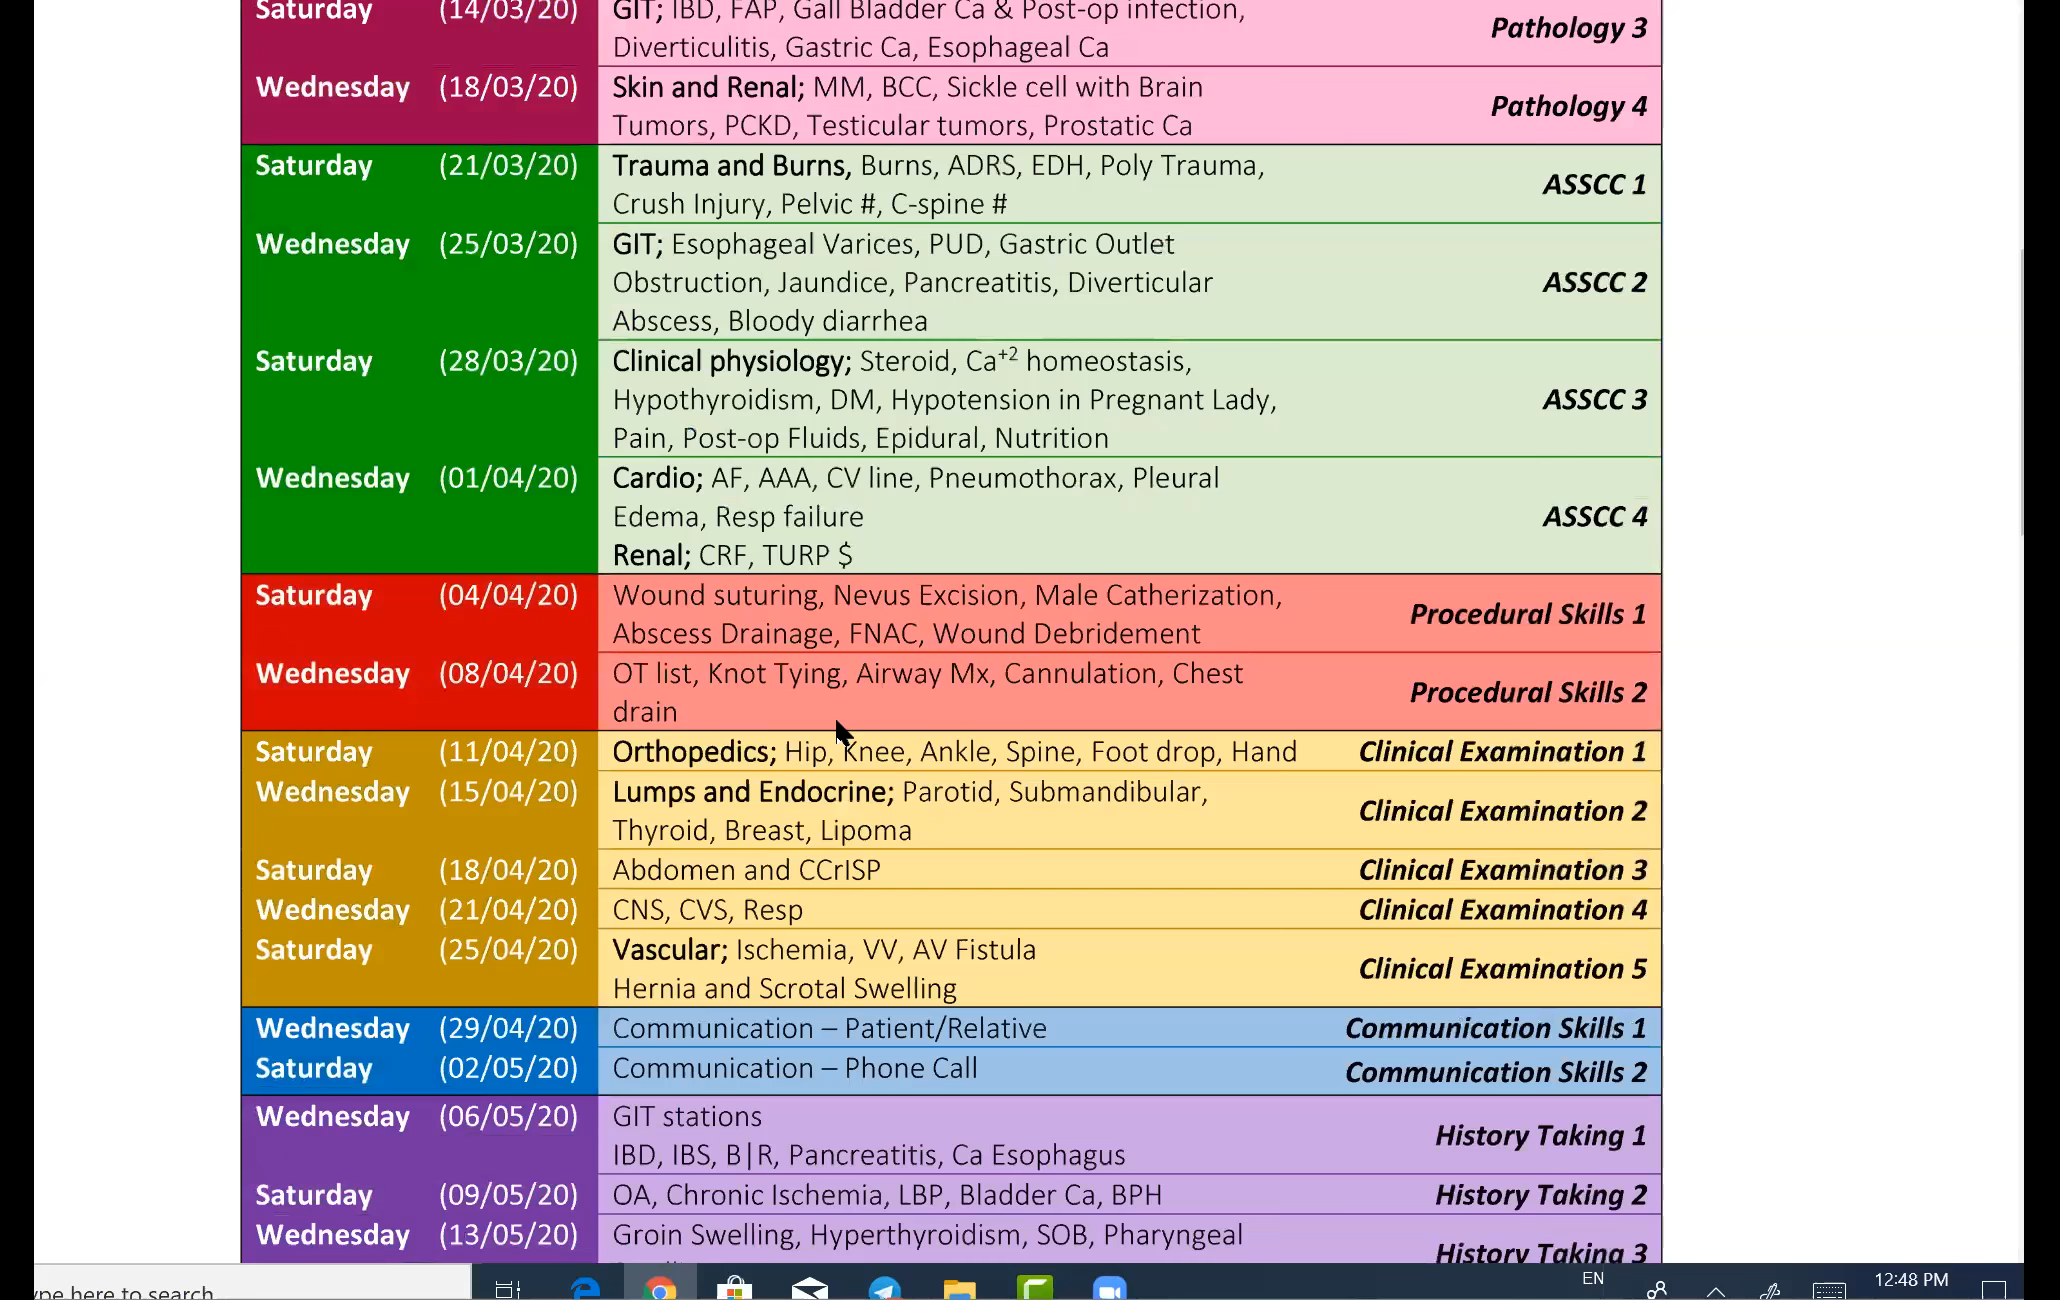 Saturday (14/03/20) GIT; IBD, FAP, Gall Bladder Ca & Post-op infection,
Diverticulitis, Gastric Ca, Esophageal Ca
Pathology 3
Wednesday (18/03/20) Skin and Renal; MM, BCC, Sickle cell with Brain
Tumors, PCKD, Testicular tumors, Prostatic Ca
Pathology 4
Saturday (21/03/20) Trauma and Burns, Burns, ADRS, EDH, Poly Trauma,
Crush Injury, Pelvic #, C-spine #
ASSCC 1
Wednesday (25/03/20) GIT; Esophageal Varices, PUD, Gastric Outlet
Obstruction, Jaundice, Pancreatitis, Diverticular
Abscess, Bloody diarrhea
ASSCC 2
Saturday (28/03/20) Clinical physiology; Steroid, Ca+2 homeostasis,
Hypothyroidism, DM, Hypotension in Pregnant Lady,
Pain, Post-op Fluids, Epidural, Nutrition
ASSCC 3
Wednesday (01/04/20) Cardio; AF, AAA, CV line, Pneumothorax, Pleural
Edema, Resp failure
Renal; CRF, TURP $
ASSCC 4
Saturday (04/04/20) Wound suturing, Nevus Excision, Male Catherization,
Abscess Drainage, FNAC, Wound Debridement
Procedural Skills 1
Wednesday (08/04/20) OT list, Knot Tying, Airway Mx, Cannulation, Chest
drain
Procedural Skills 2
Saturday (11/04/20) Orthopedics; Hip, Knee, Ankle, Spine, Foot drop, Hand Clinical Examination 1
Wednesday (15/04/20) Lumps and Endocrine; Parotid, Submandibular,
Thyroid, Breast, Lipoma
Clinical Examination 2
Saturday (18/04/20) Abdomen and CCrISP Clinical Examination 3
Wednesday (21/04/20) CNS, CVS, Resp Clinical Examination 4
Saturday (25/04/20) Vascular; Ischemia, VV, AV Fistula
Hernia and Scrotal Swelling
Clinical Examination 5
Wednesday (29/04/20) Communication – Patient/Relative Communication Skills 1
Saturday (02/05/20) Communication – Phone Call Communication Skills 2
Wednesday (06/05/20) GIT stations
IBD, IBS, B|R, Pancreatitis, Ca Esophagus
History Taking 1
Saturday (09/05/20) OA, Chronic Ischemia, LBP, Bladder Ca, BPH History Taking 2
Wednesday (13/05/20) Groin Swelling, Hyperthyroidism, SOB, Pharyngeal
History Taking 3
ype here to search
EN
12:48 PM